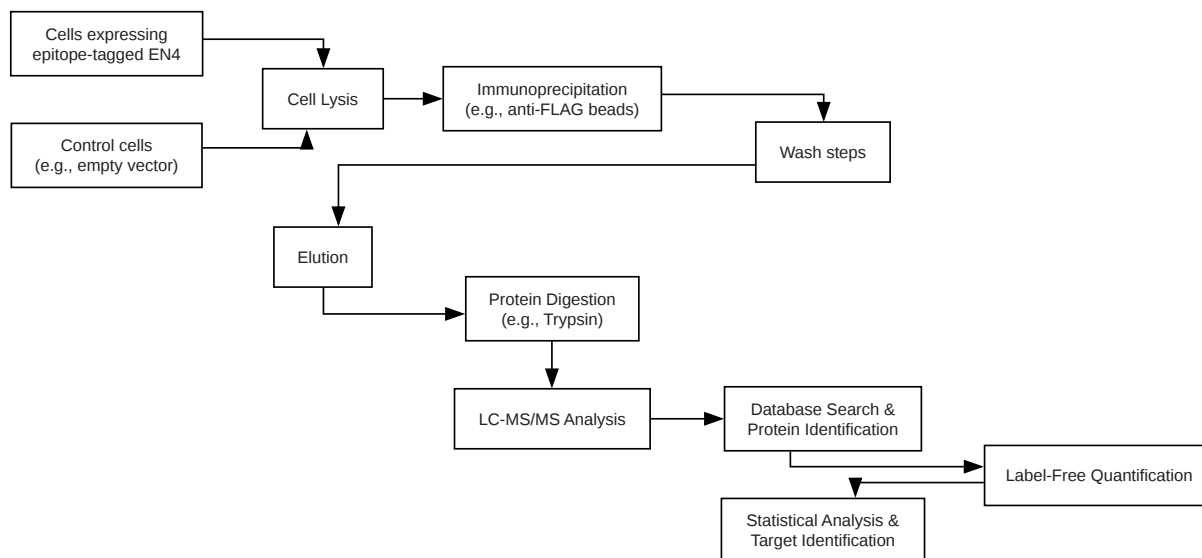 Cells expressing
epitope-tagged EN4
Cell Lysis
Immunoprecipitation
(e.g., anti-FLAG beads)
Control cells
(e.g., empty vector)
Wash steps
Elution
Protein Digestion
(e.g., Trypsin)
LC-MS/MS Analysis
Database Search &
Protein Identification
Label-Free Quantification
Statistical Analysis &
Target Identification